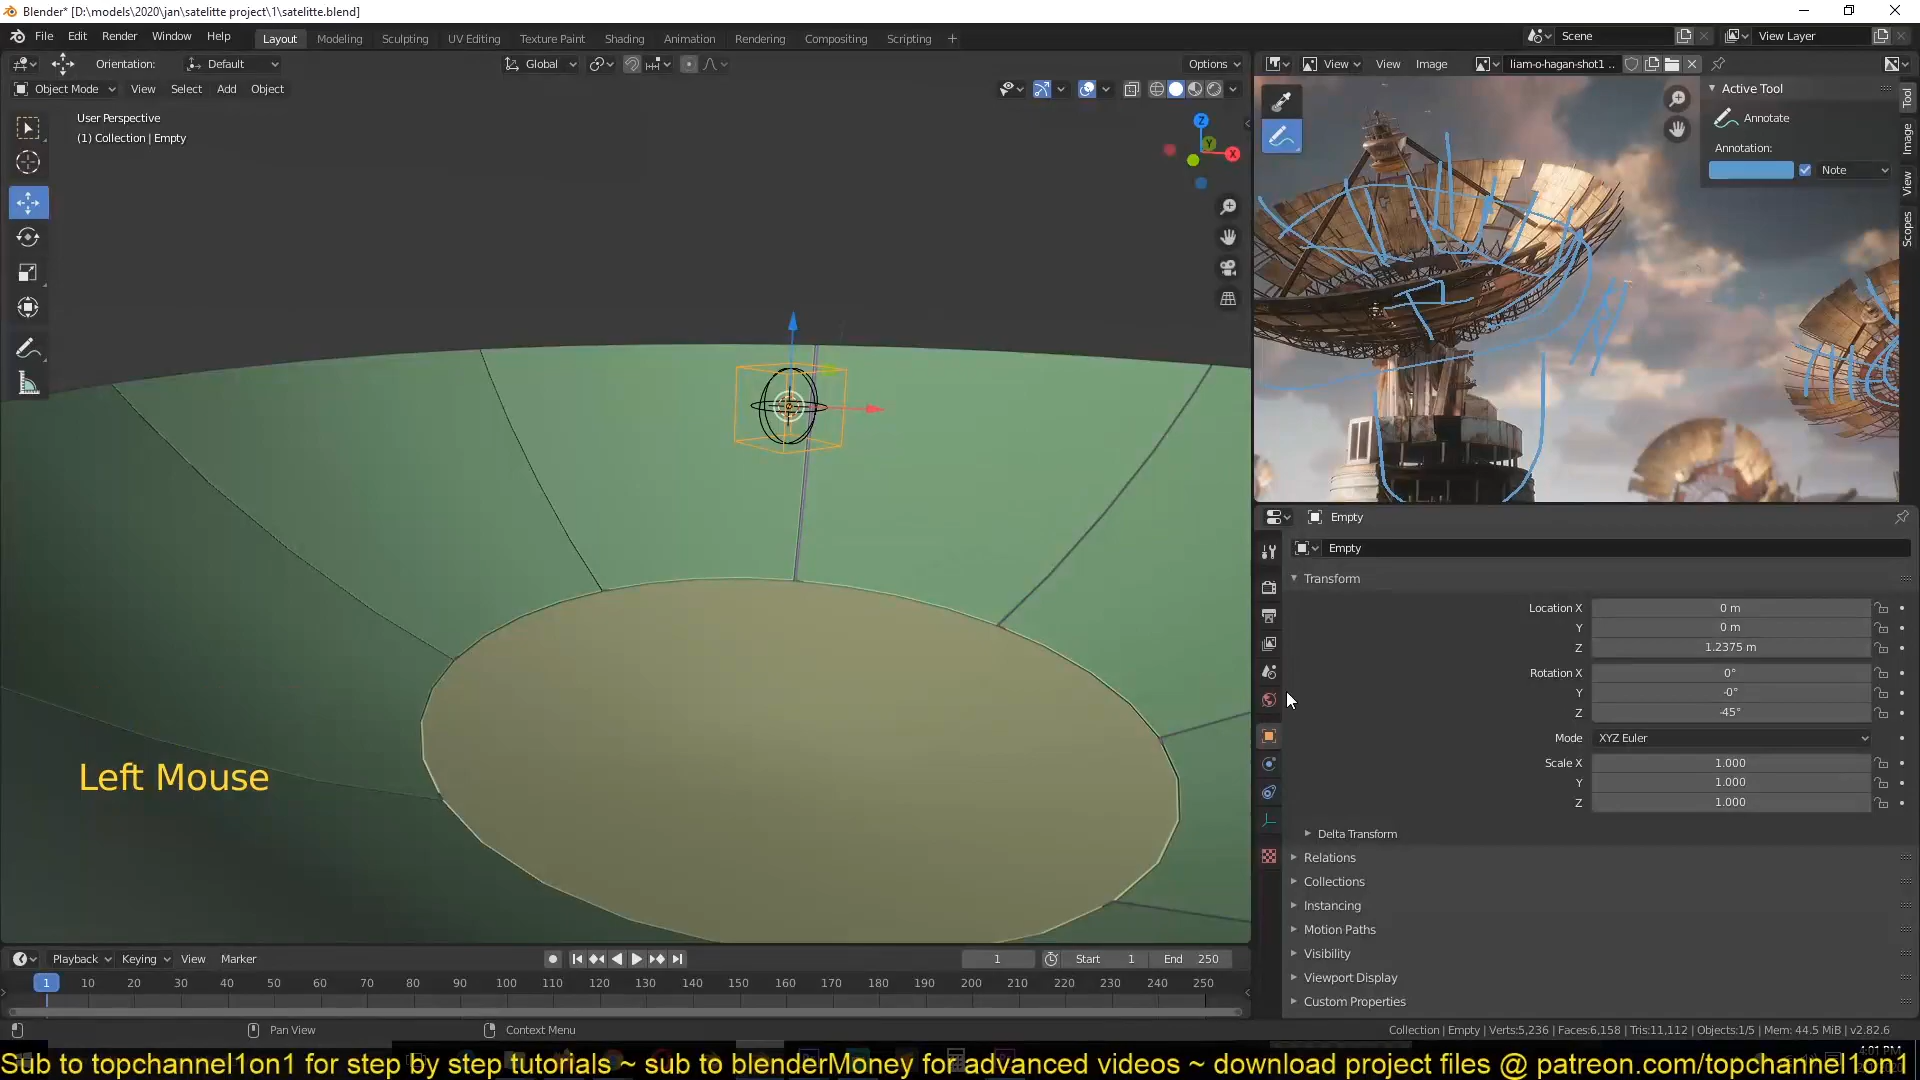 Blender* [D:\models\2020\jan\satelitte project\1\satelitte.blend]
File Edit Render Window Help
Layout Modeling Sculpting UV Editing Texture Paint Shading Animation Rendering Compositing Scripting
Scene
View Layer
Orientation: Default
Global
Options
View View Image liam-o-hagan-shot1 ..
Object Mode View Select Add Object
User Perspective
(1) Collection | Empty
Z
Y
X
Active Tool
Annotate
Annotation:
Note
Tool
Image
View
Scopes
Left Mouse
Empty
Empty
Transform
Location X 0 m
Y 0 m
Z 1.2375 m
Rotation X 0°
Y -0°
Z -45°
Mode XYZ Euler
Scale X 1.000
Y 1.000
Z 1.000
Delta Transform
Relations
Collections
Instancing
Motion Paths
Visibility
Viewport Display
Custom Properties
Playback Keying View Marker
1 Start 1 End 250
1 10 20 30 40 50 60 70 80 90 100 110 120 130 140 150 160 170 180 190 200 210 220 230 240 250
Pan View Context Menu
Collection | Empty | Verts:5,236 | Faces:6,158 | Tris:11,112 | Objects:1/5 | Mem: 44.5 MiB | v2.82.6
4:01 PM
Sub to topchannel1on1 for step by step tutorials ~ sub to blenderMoney for advanced videos ~ download project files @ patreon.com/topchannel1on1